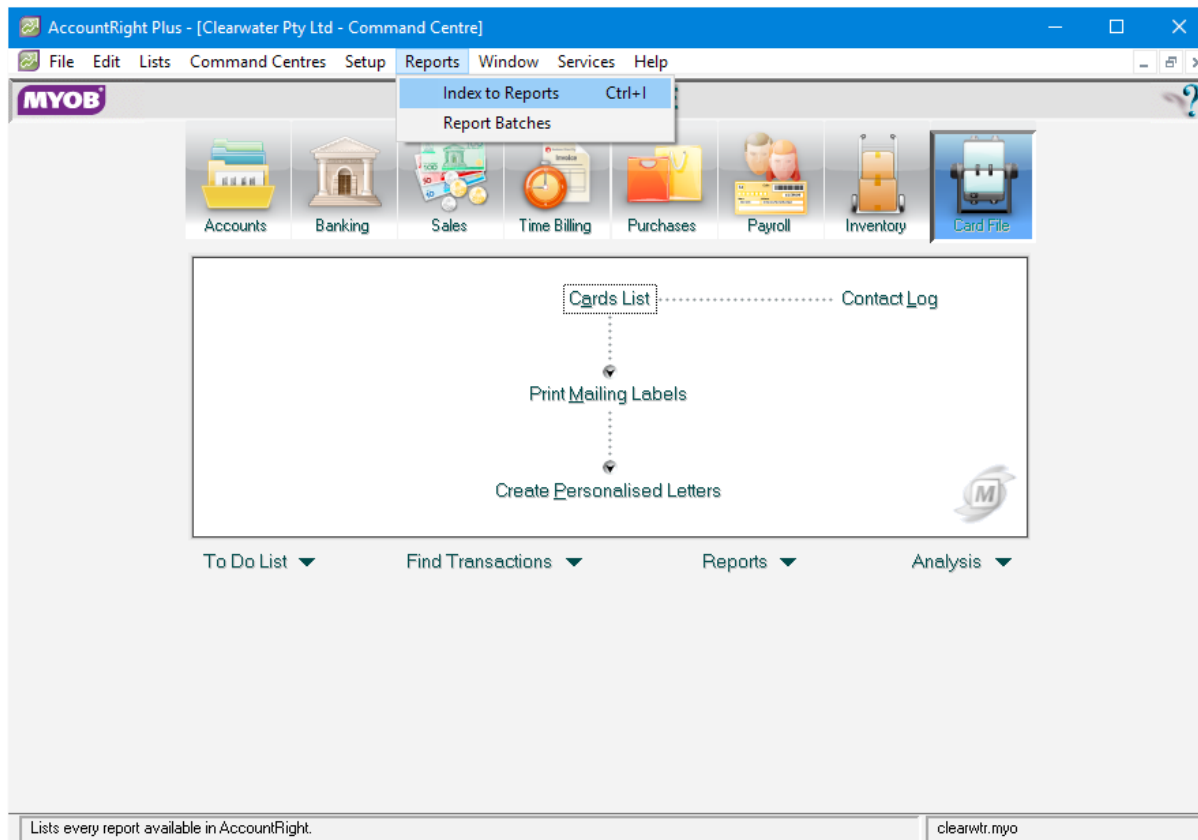 AccountRight Plus - [Clearwater Pty Ltd - Command Centre]
File Edit Lists Command Centres Setup Reports Window Services Help
MYOB
Index to Reports Ctrl+I
Report Batches
Accounts Banking Sales Time Billing Purchases Payroll Inventory Card File
Cards List Contact Log
Print Mailing Labels
Create Personalised Letters
M
To Do List Find Transactions Reports Analysis
Lists every report available in AccountRight. clearwtr.myo